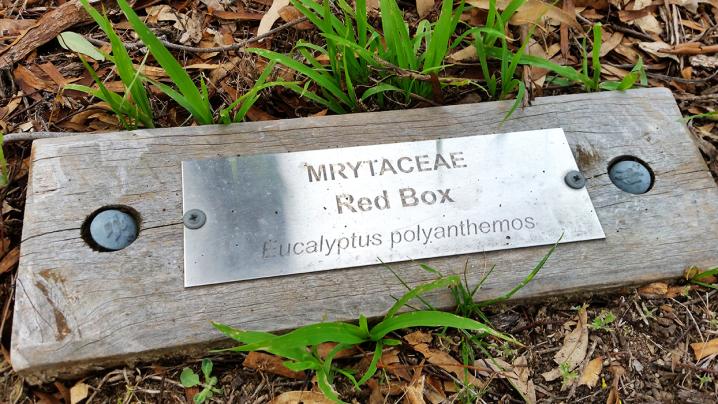 MRYTACEAE
Red Box
Eucalyptus polyanthemos